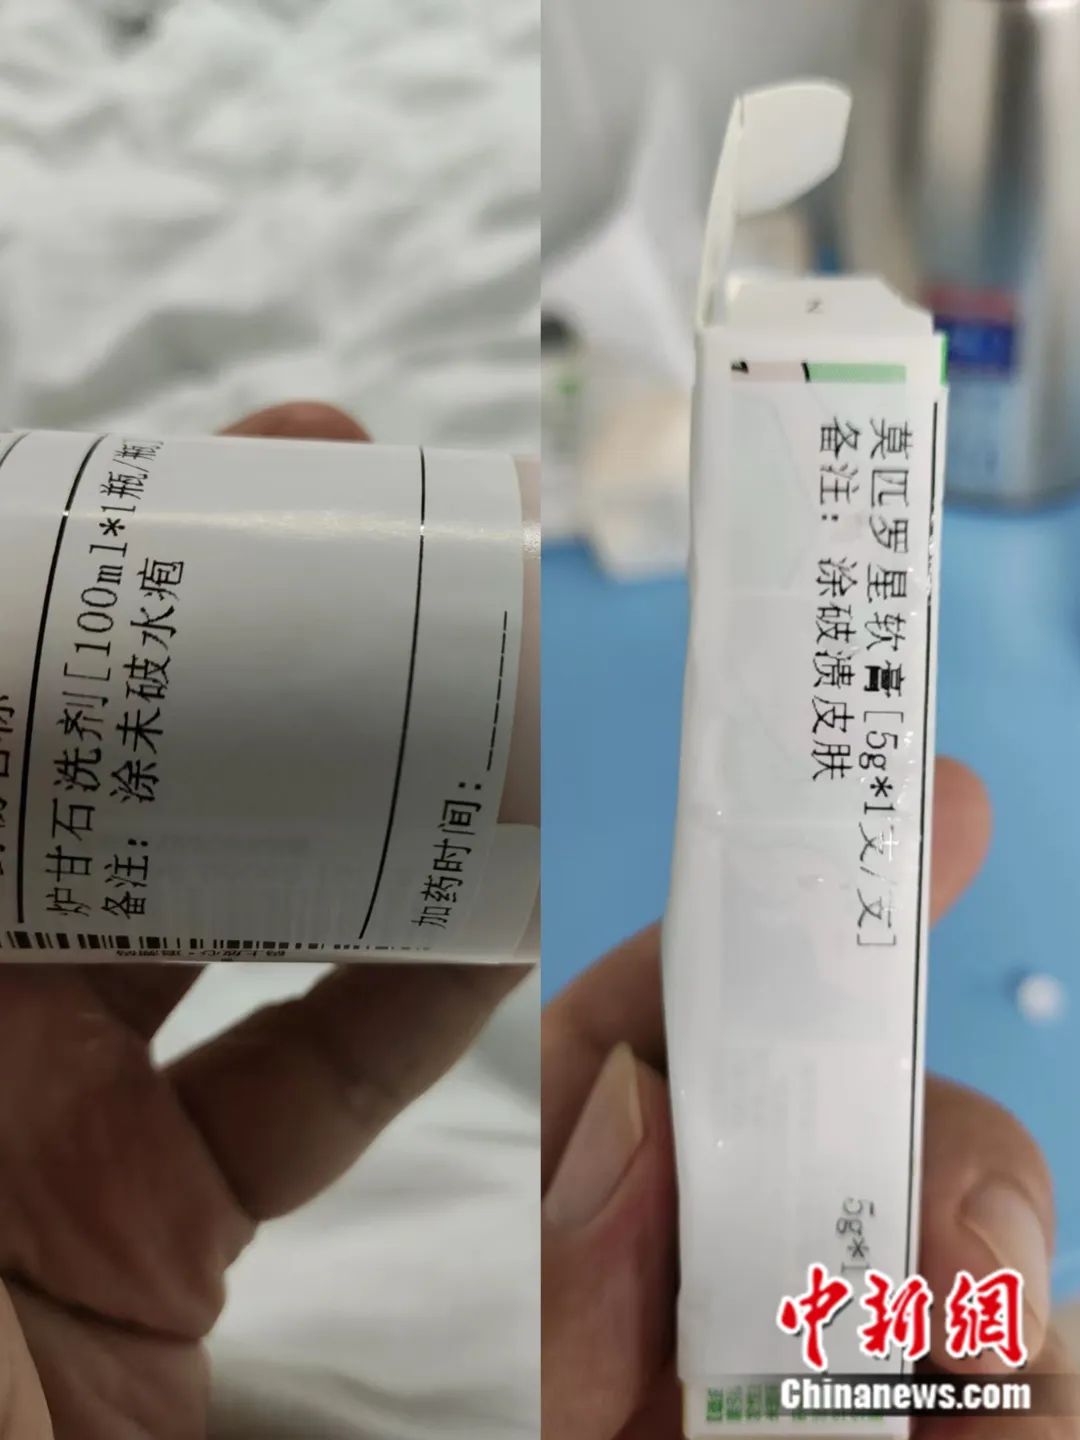 炉甘石洗剂[100ml*1瓶/瓶]
备注：涂未破水疱
加药时间：
莫匹罗星软膏[5g*1支/支]
备注：涂破溃皮肤
5g*1
中新網
Chinanews.com